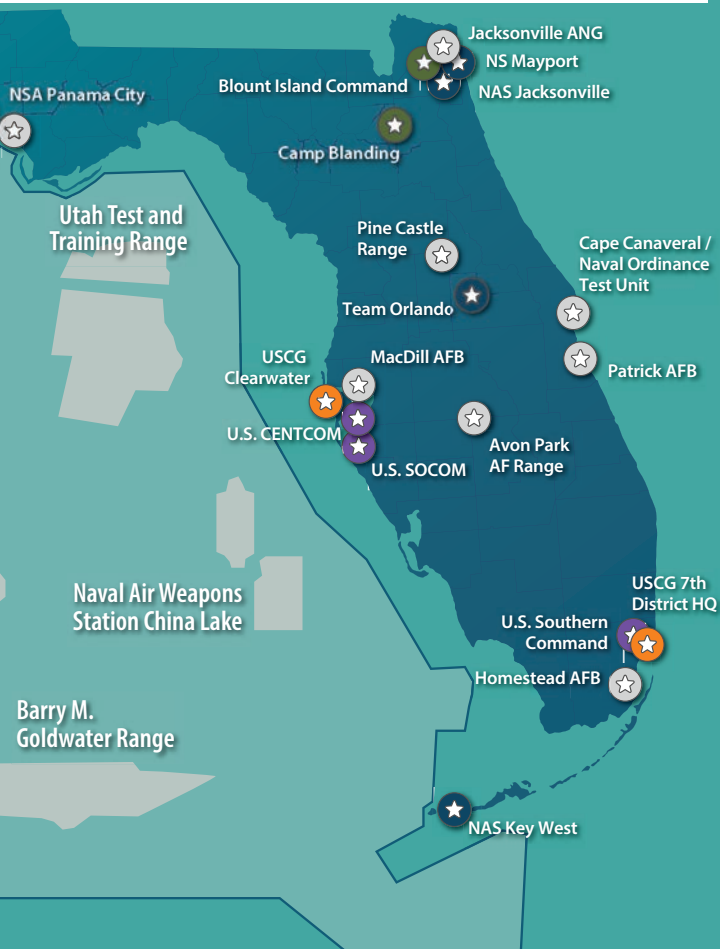 Jacksonville ANG
NS Mayport
Blount Island Command
NAS Jacksonville
NSA Panama City
Camp Blanding
Utah Test and
Training Range
Pine Castle
Range
Cape Canaveral /
Naval Ordinance
Test Unit
Team Orlando
USCG
Clearwater
MacDill AFB
Patrick AFB
U.S. CENTCOM
U.S. SOCOM
Avon Park
AF Range
Naval Air Weapons
Station China Lake
USCG 7th
District HQ
U.S. Southern
Command
Homestead AFB
Barry M.
Goldwater Range
NAS Key West